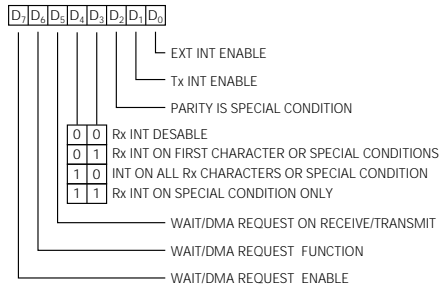 D₇ D₆ D₅ D₄ D₃ D₂ D₁ D₀
EXT INT ENABLE
Tx INT ENABLE
PARITY IS SPECIAL CONDITION
0 0 Rx INT DESABLE
0 1 Rx INT ON FIRST CHARACTER OR SPECIAL CONDITIONS
1 0 INT ON ALL Rx CHARACTERS OR SPECIAL CONDITION
1 1 Rx INT ON SPECIAL CONDITION ONLY
WAIT/DMA REQUEST ON RECEIVE/TRANSMIT
WAIT/DMA REQUEST FUNCTION
WAIT/DMA REQUEST ENABLE